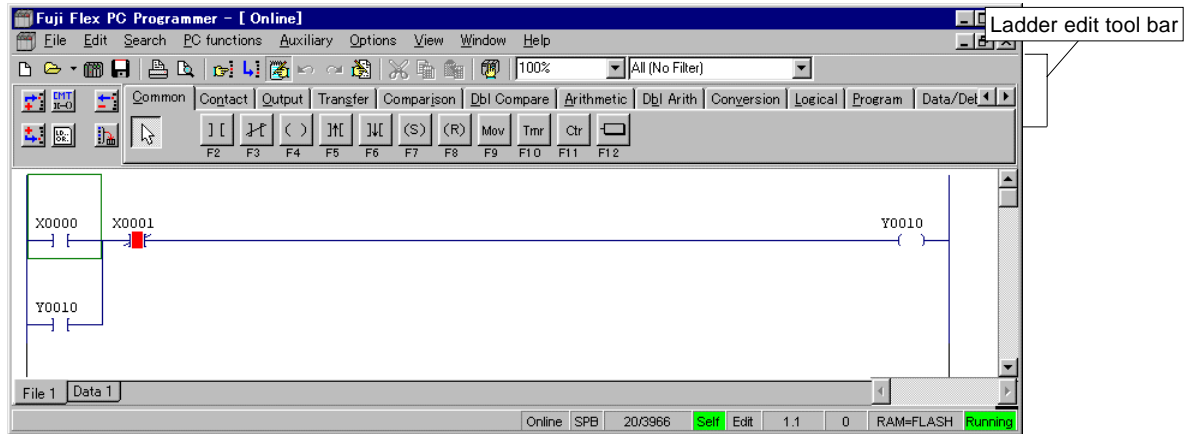 Fuji Flex PC Programmer - [ Online]
Ladder edit tool bar
File Edit Search PC functions Auxiliary Options View Window Help
100% All (No Filter)
CMT
Common Contact Output Transfer Comparison Dbl Compare Arithmetic Dbl Arith Conversion Logical Program Data/Det
LD.. OR.. (S) (R) Mov Tmr Ctr
F2 F3 F4 F5 F6 F7 F8 F9 F10 F11 F12
X0000 X0001 Y0010
Y0010
File 1 Data 1
Online SPB 20/3966 Self Edit 1.1 0 RAM=FLASH Running